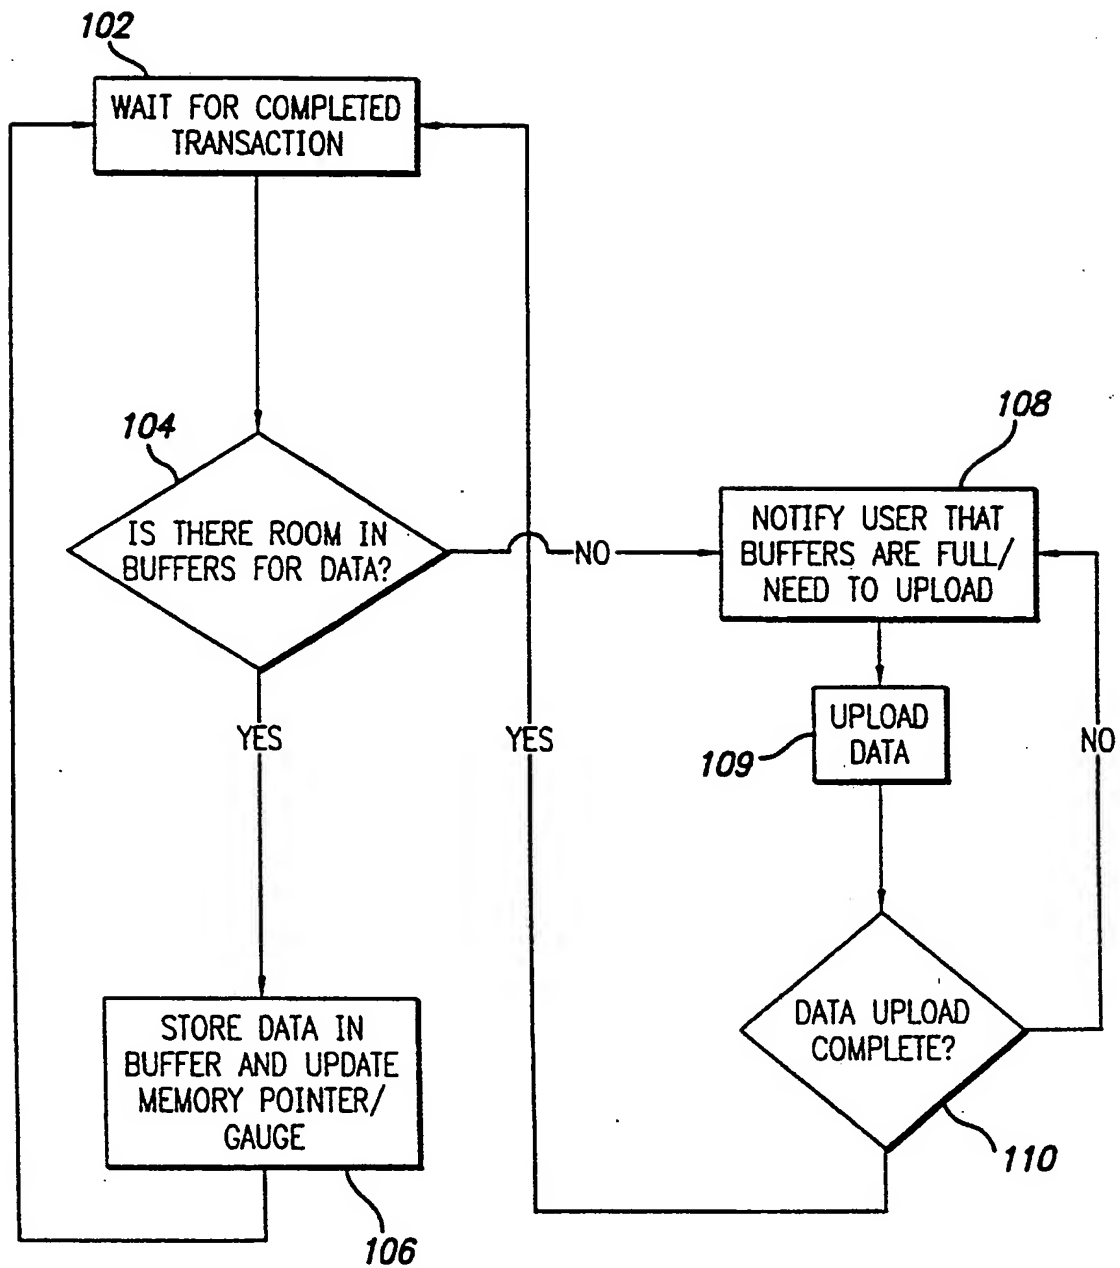 102
WAIT FOR COMPLETED
TRANSACTION
104
IS THERE ROOM IN
BUFFERS FOR DATA?
NO
108
NOTIFY USER THAT
BUFFERS ARE FULL/
NEED TO UPLOAD
YES
YES
109
UPLOAD
DATA
NO
STORE DATA IN
BUFFER AND UPDATE
MEMORY POINTER/
GAUGE
106
DATA UPLOAD
COMPLETE?
110